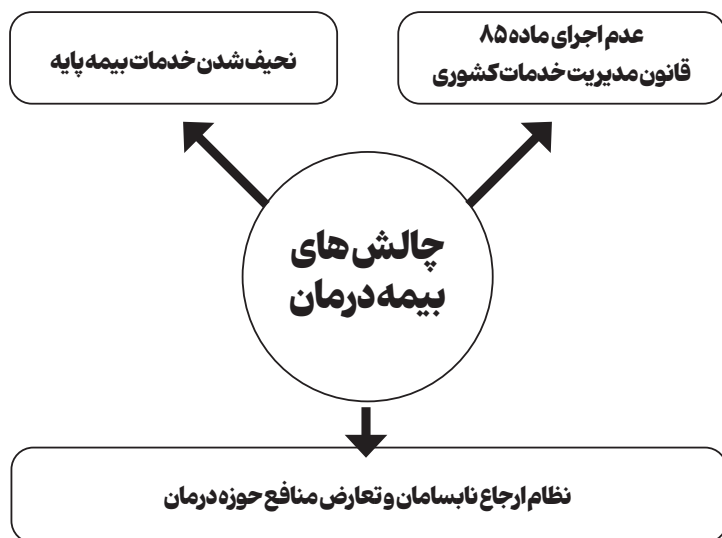 عدم اجرای ماده ۸۵
قانون مدیریت خدمات کشوری
نحیف شدن خدمات بیمه پایه
چالش های
بیمه درمان
نظام ارجاع نابسامان و تعارض منافع حوزه درمان